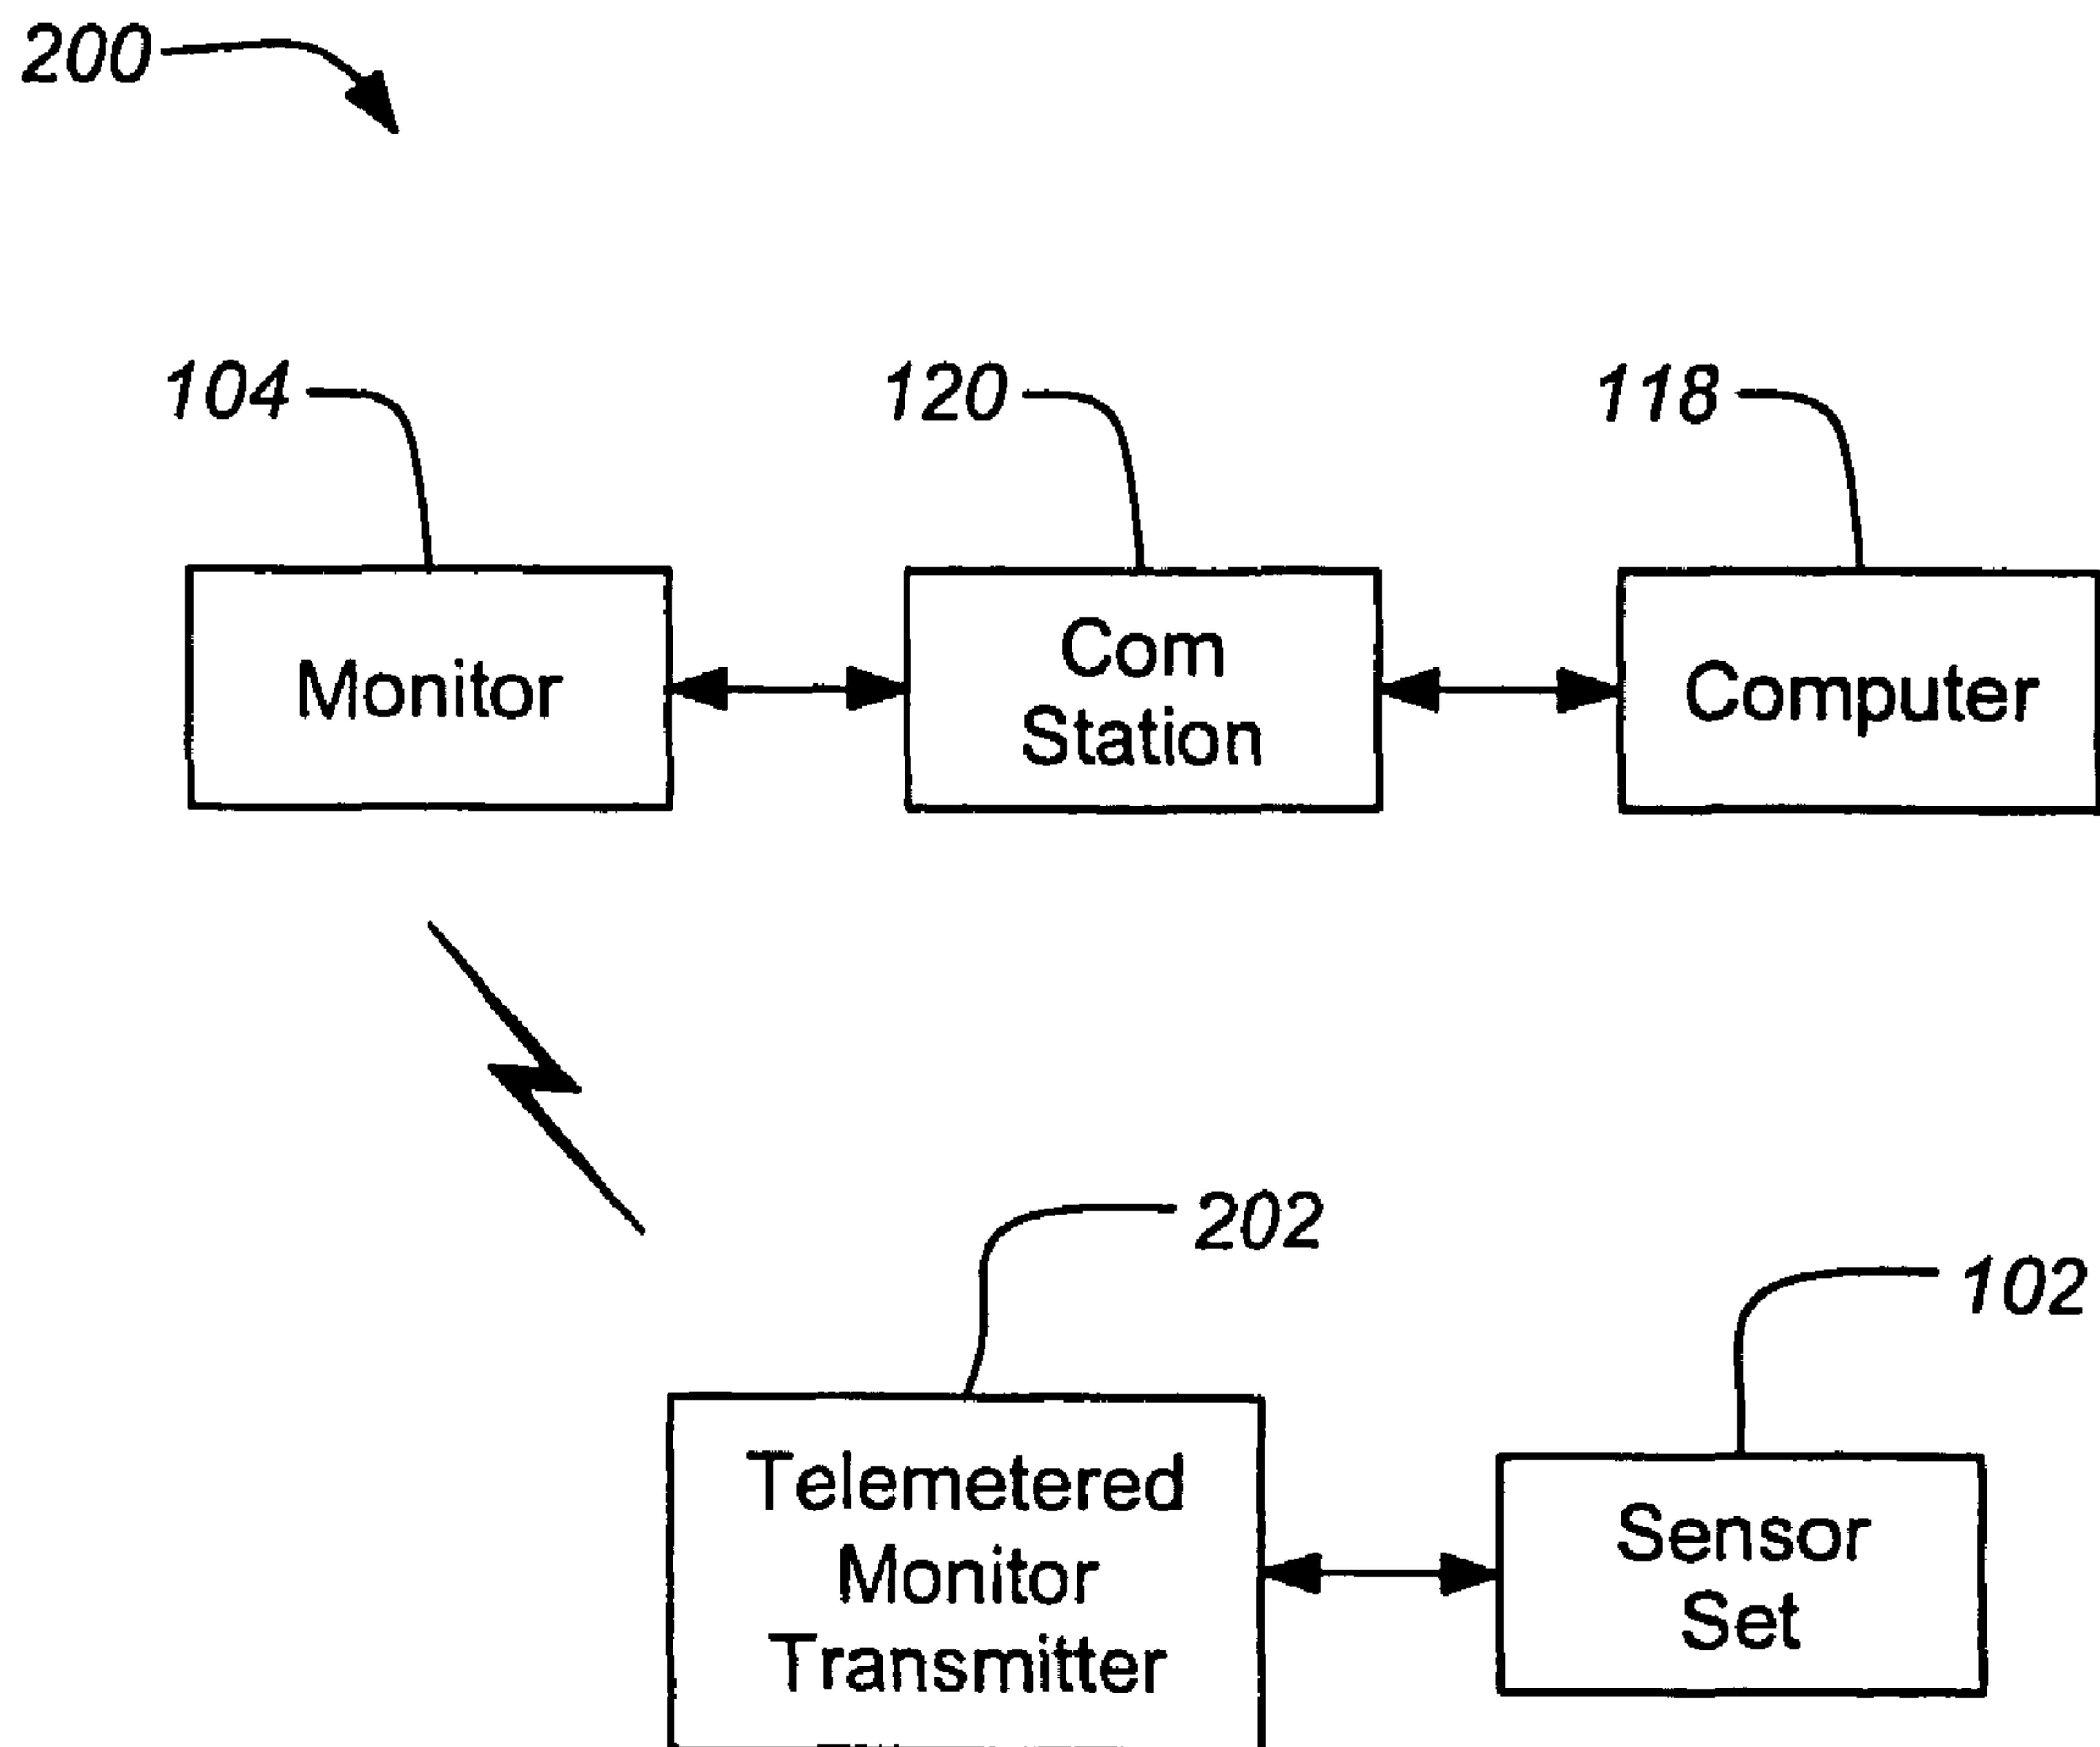 200
104
120
118
Monitor
Com
Station
Computer
202
102
Telemetered
Monitor
Transmitter
Sensor
Set